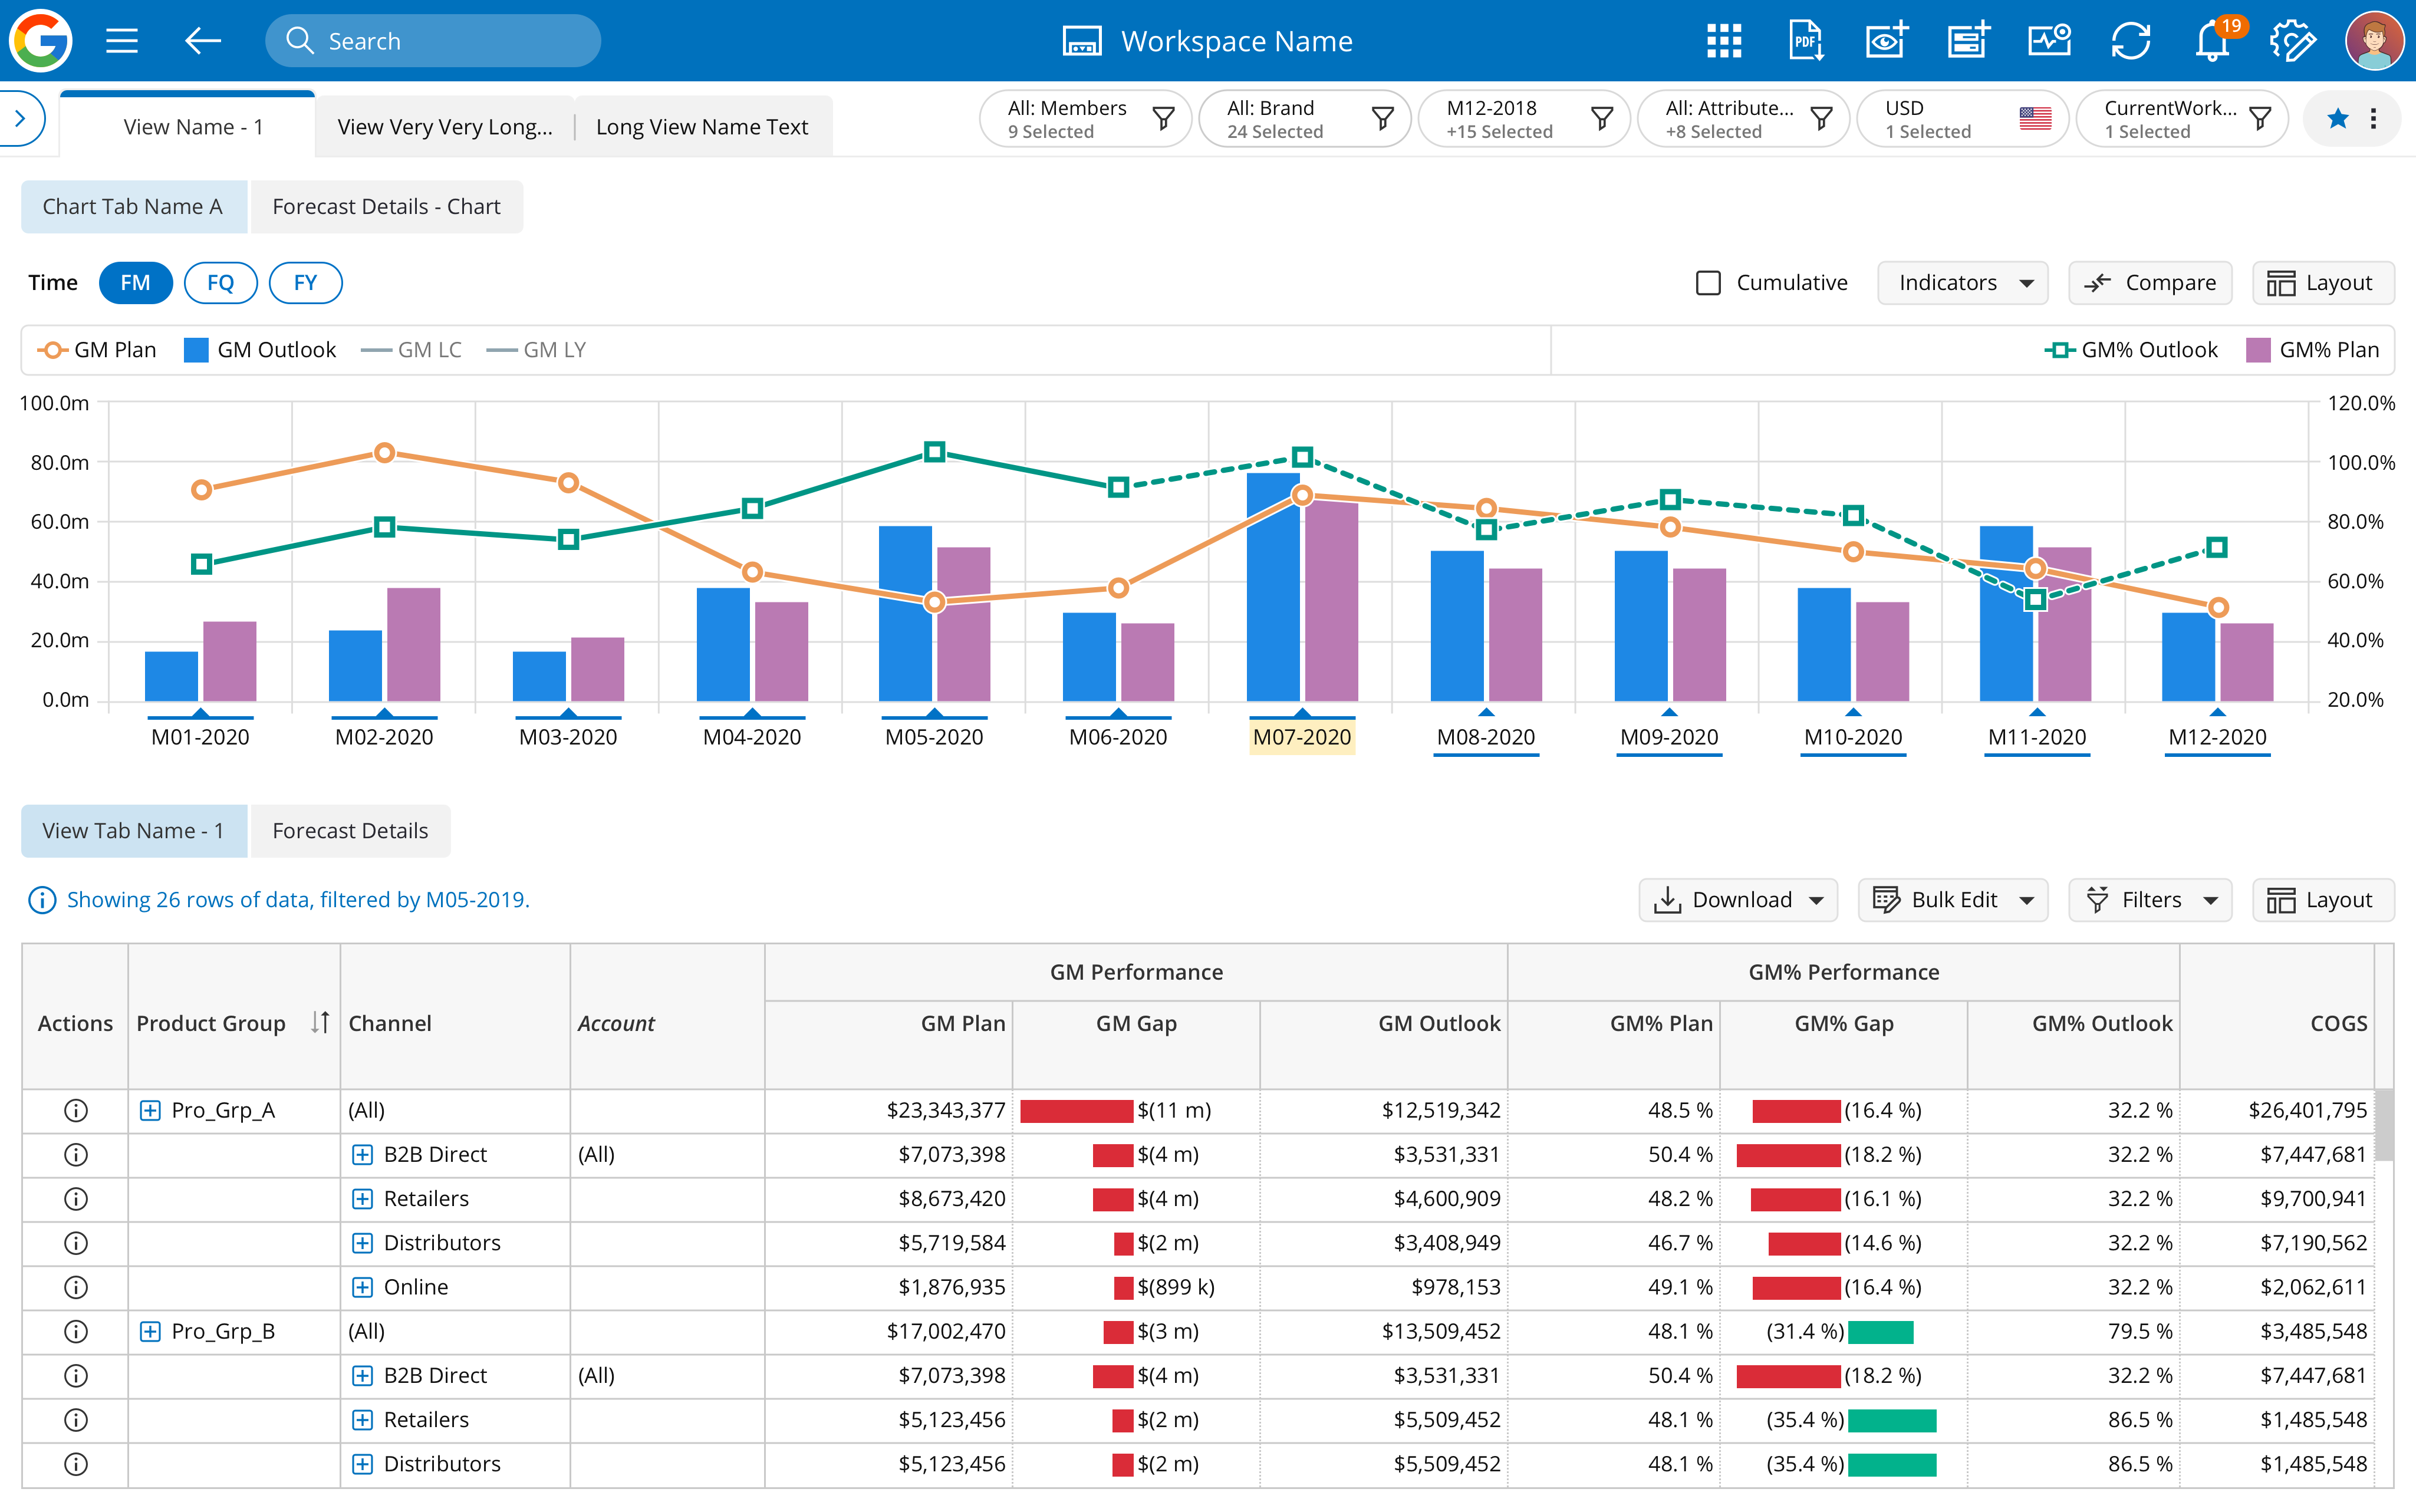 Search
Workspace Name
PDF
19
View Name - 1
View Very Very Long...
Long View Name Text
All: Members
9 Selected
All: Brand
24 Selected
M12-2018
+15 Selected
All: Attribute...
+8 Selected
USD
1 Selected
CurrentWork...
1 Selected
Chart Tab Name A
Forecast Details - Chart
Time FM FQ FY
Cumulative
Indicators
Compare
Layout
GM Plan GM Outlook GM LC GM LY
GM% Outlook GM% Plan
100.0m 120.0%
80.0m 100.0%
60.0m 80.0%
40.0m 60.0%
20.0m 40.0%
0.0m 20.0%
M01-2020 M02-2020 M03-2020 M04-2020 M05-2020 M06-2020 M07-2020 M08-2020 M09-2020 M10-2020 M11-2020 M12-2020
View Tab Name - 1
Forecast Details
Showing 26 rows of data, filtered by M05-2019.
Download
Bulk Edit
Filters
Layout
GM Performance GM% Performance
Actions Product Group Channel Account GM Plan GM Gap GM Outlook GM% Plan GM% Gap GM% Outlook COGS
Pro_Grp_A (All) $23,343,377 $(11 m) $12,519,342 48.5 % (16.4 %) 32.2 % $26,401,795
B2B Direct (All) $7,073,398 $(4 m) $3,531,331 50.4 % (18.2 %) 32.2 % $7,447,681
Retailers $8,673,420 $(4 m) $4,600,909 48.2 % (16.1 %) 32.2 % $9,700,941
Distributors $5,719,584 $(2 m) $3,408,949 46.7 % (14.6 %) 32.2 % $7,190,562
Online $1,876,935 $(899 k) $978,153 49.1 % (16.4 %) 32.2 % $2,062,611
Pro_Grp_B (All) $17,002,470 $(3 m) $13,509,452 48.1 % (31.4 %) 79.5 % $3,485,548
B2B Direct (All) $7,073,398 $(4 m) $3,531,331 50.4 % (18.2 %) 32.2 % $7,447,681
Retailers $5,123,456 $(2 m) $5,509,452 48.1 % (35.4 %) 86.5 % $1,485,548
Distributors $5,123,456 $(2 m) $5,509,452 48.1 % (35.4 %) 86.5 % $1,485,548